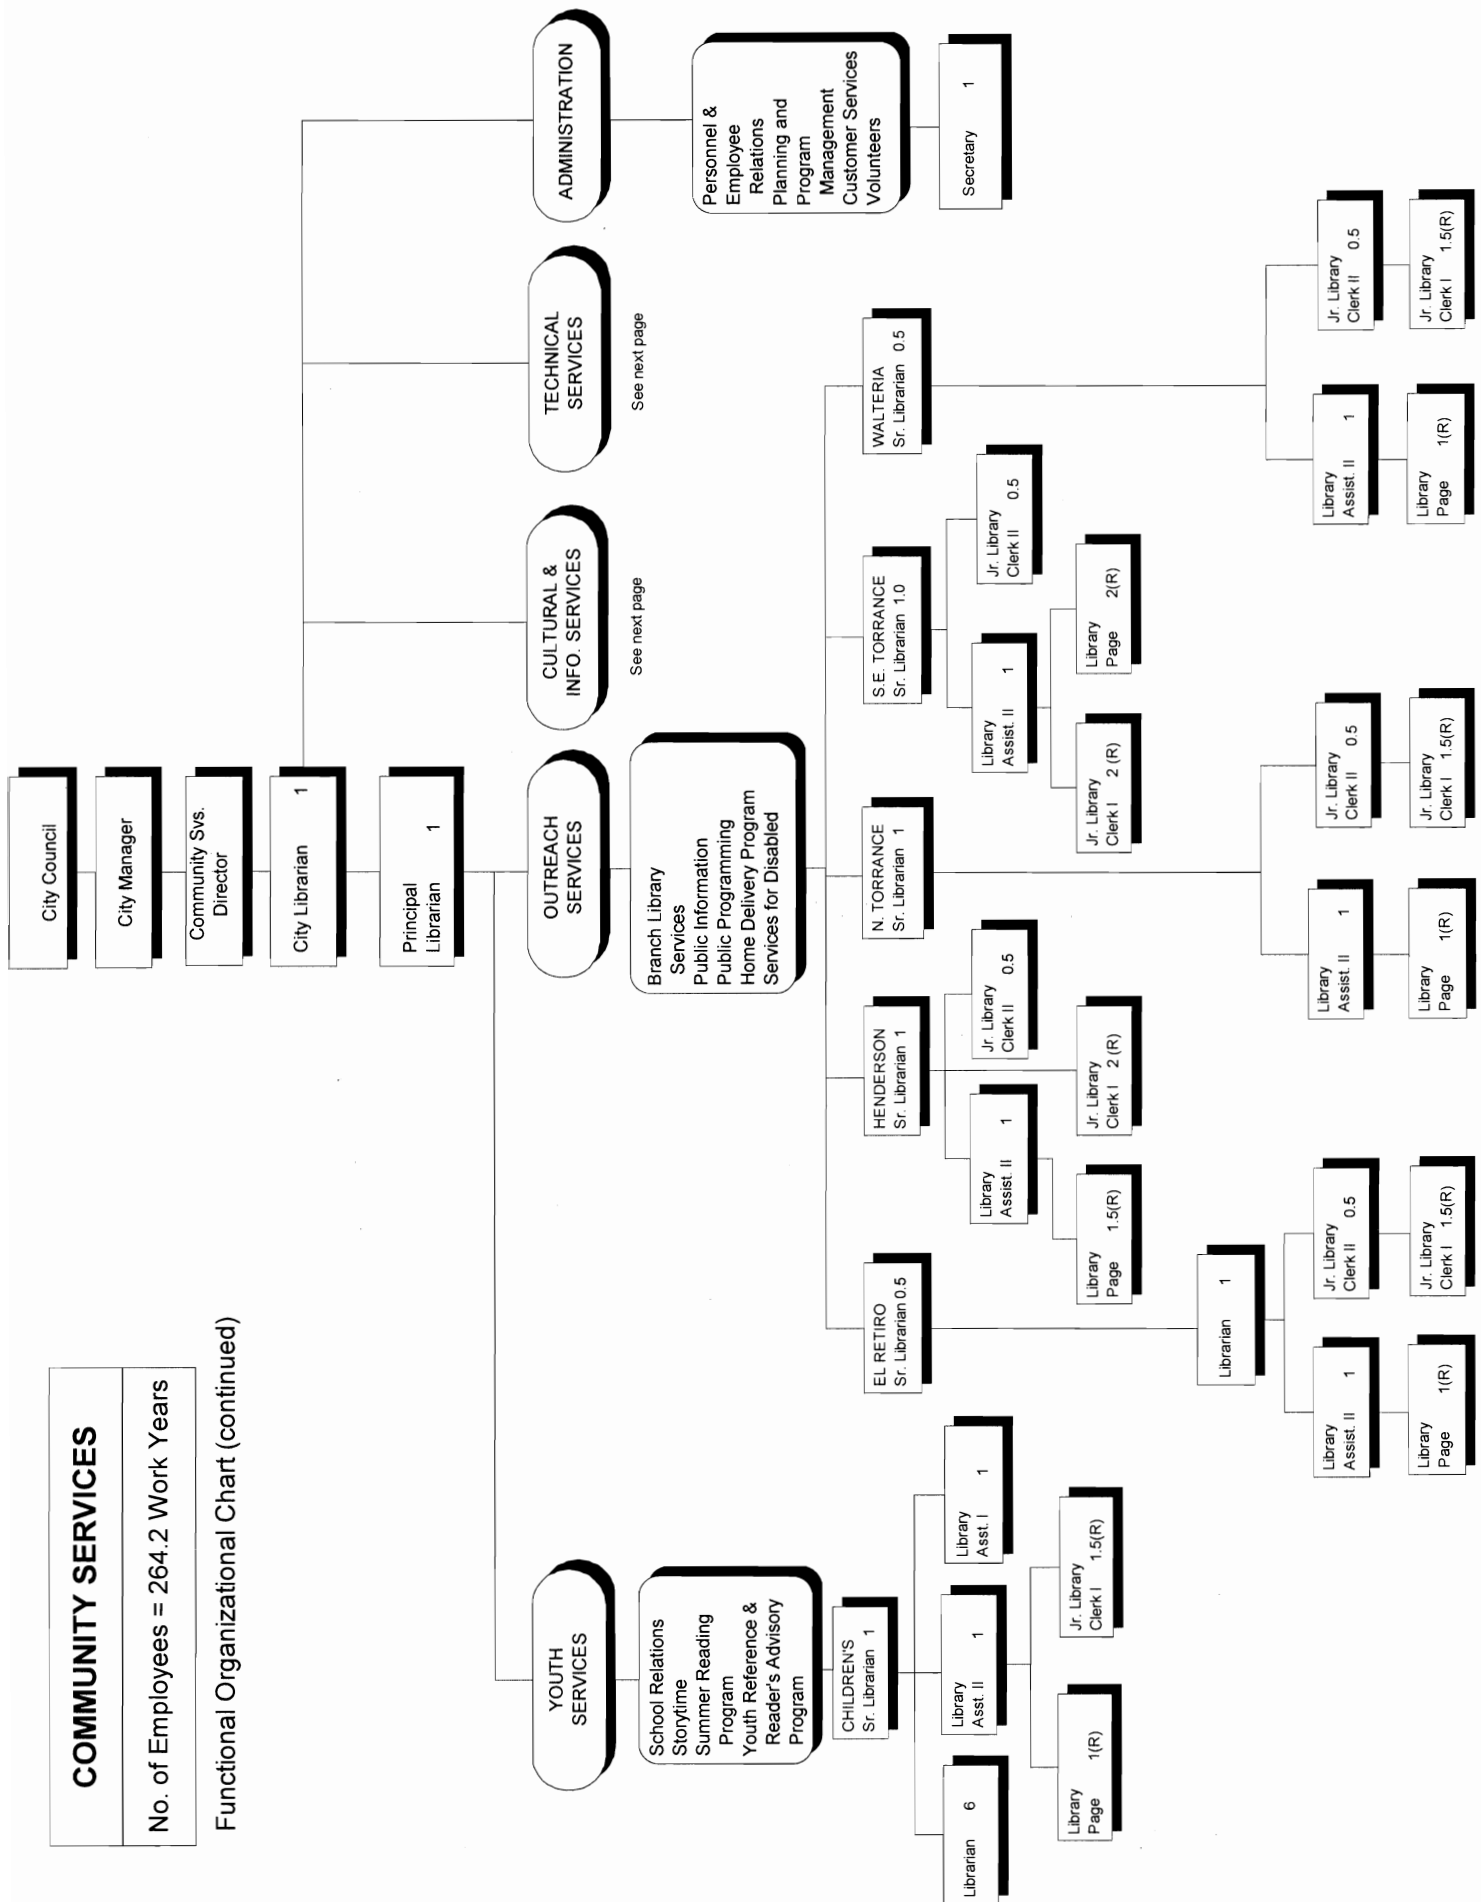 COMMUNITY SERVICES
No. of Employees = 264.2 Work Years
Functional Organizational Chart (continued)
City Council
City Manager
Community Svs.
Director
City Librarian 1
Principal
Librarian 1
YOUTH
SERVICES
OUTREACH
SERVICES
CULTURAL &
INFO. SERVICES
TECHNICAL
SERVICES
ADMINISTRATION
See next page
See next page
School Relations
Storytime
Summer Reading
Program
Youth Reference &
Reader's Advisory
Program
Branch Library
Services
Public Information
Public Programming
Home Delivery Program
Services for Disabled
Personnel &
Employee
Relations
Planning and
Program
Management
Customer Services
Volunteers
Secretary 1
CHILDREN'S
Sr. Librarian 1
Librarian 6
Library
Asst. II 1
Library
Asst. I 1
Library
Page 1(R)
Jr. Library
Clerk I 1.5(R)
EL RETIRO
Sr. Librarian 0.5
Librarian 1
Library
Assist. II 1
Jr. Library
Clerk II 0.5
Library
Page 1(R)
Jr. Library
Clerk I 1.5(R)
HENDERSON
Sr. Librarian 1
Library
Assist. II 1
Jr. Library
Clerk II 0.5
Library
Page 1.5(R)
Jr. Library
Clerk I 2 (R)
N. TORRANCE
Sr. Librarian 1
Library
Assist. II 1
Jr. Library
Clerk II 0.5
Library
Page 1(R)
Jr. Library
Clerk I 1.5(R)
S.E. TORRANCE
Sr. Librarian 1.0
Library
Assist. II 1
Jr. Library
Clerk II 0.5
Jr. Library
Clerk I 2 (R)
Library
Page 2(R)
WALTERIA
Sr. Librarian 0.5
Library
Assist. II 1
Jr. Library
Clerk II 0.5
Library
Page 1(R)
Jr. Library
Clerk I 1.5(R)